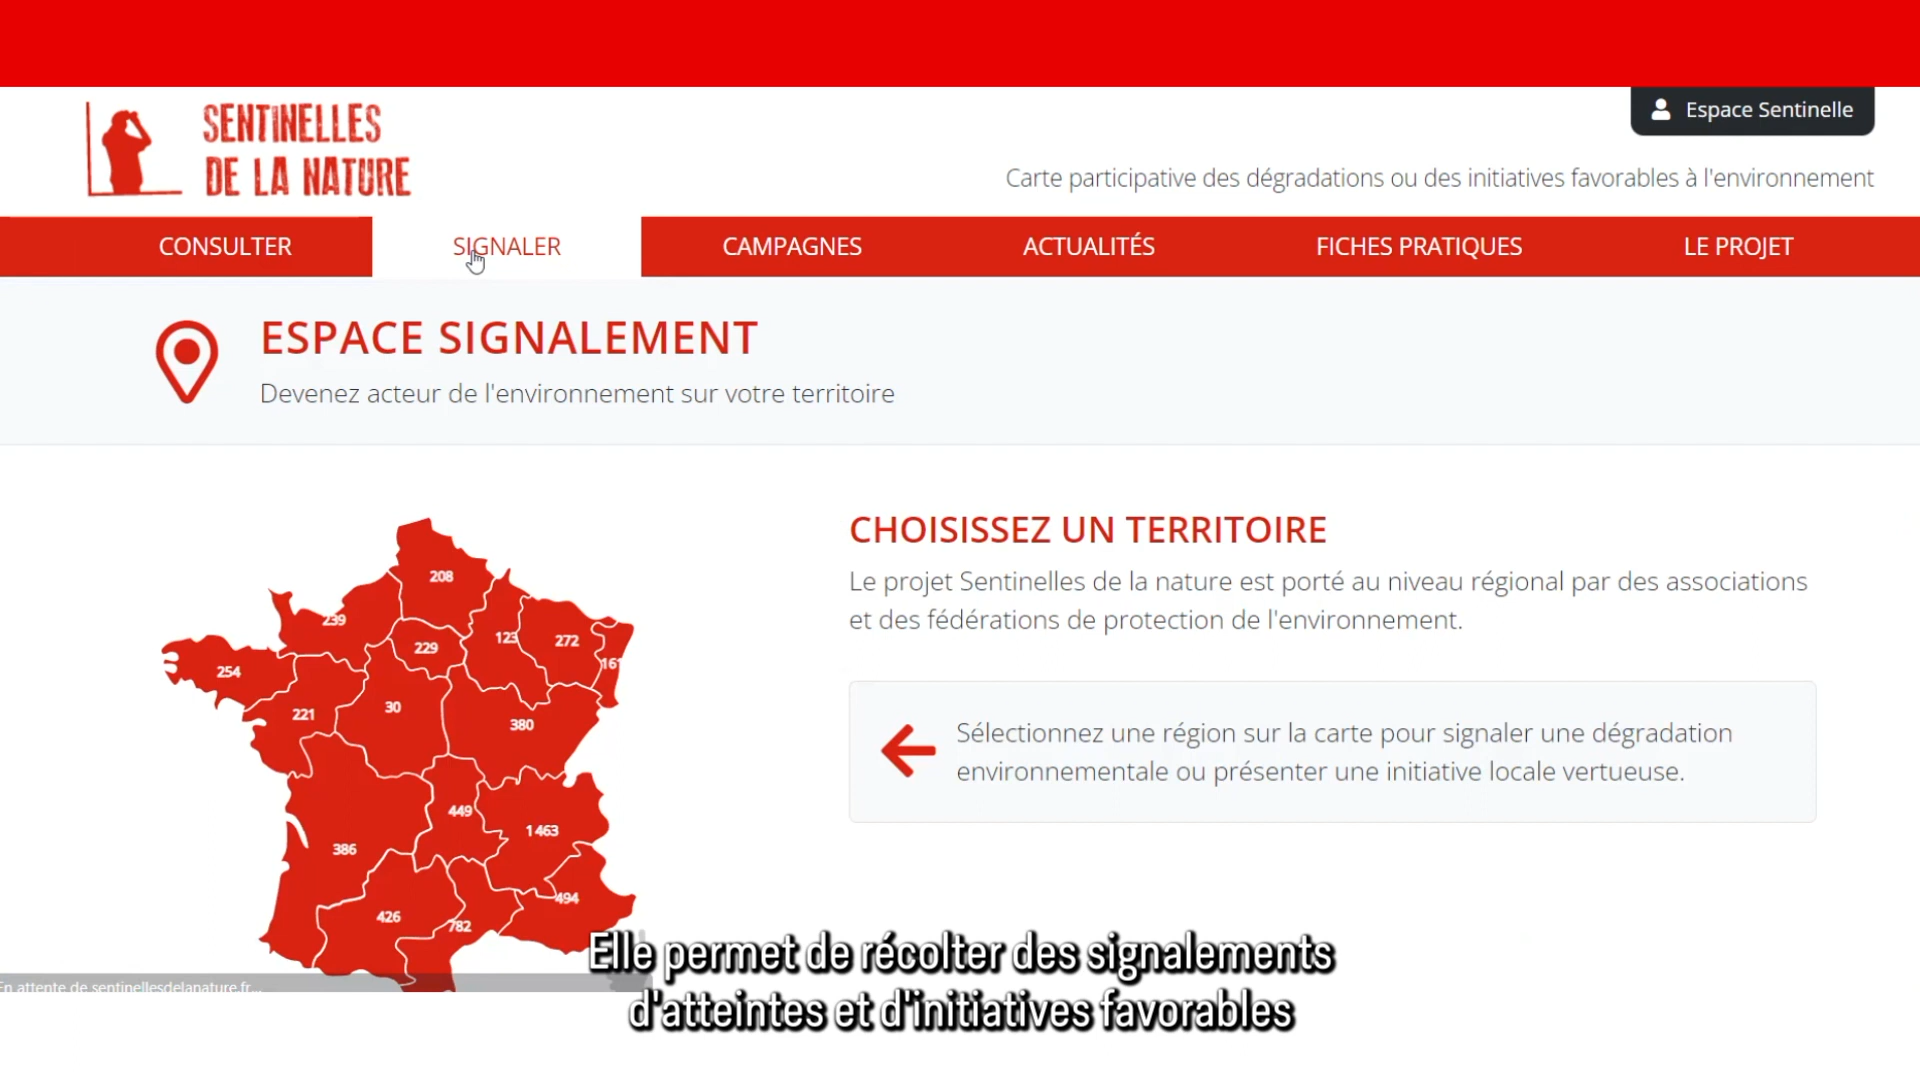 SENTINELLES
DE LA NATURE
Espace Sentinelle
Carte participative des dégradations ou des initiatives favorables à l'environnement
CONSULTER
SIGNALER
CAMPAGNES
ACTUALITÉS
FICHES PRATIQUES
LE PROJET
ESPACE SIGNALEMENT
Devenez acteur de l'environnement sur votre territoire
208
239
229
123
272
161
254
221
30
380
449
1 463
386
494
426
782
CHOISISSEZ UN TERRITOIRE
Le projet Sentinelles de la nature est porté au niveau régional par des associations
et des fédérations de protection de l'environnement.
Sélectionnez une région sur la carte pour signaler une dégradation
environnementale ou présenter une initiative locale vertueuse.
En attente de sentinellesdelanature.fr...
Elle permet de récolter des signalements
d'atteintes et d'initiatives favorables